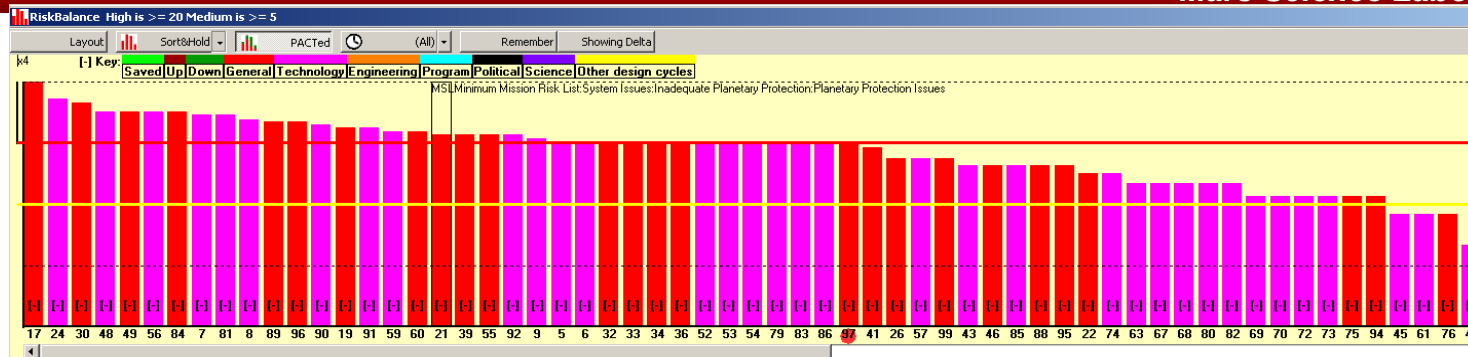 RiskBalance High is >= 20 Medium is >= 5
Layout Sort&Hold PACTed (All) Remember Showing Delta
x4 [-] Key:
Saved Up Down General Technology Engineering Program Political Science Other design cycles
MSLMinimum Mission Risk List:System Issues:Inadequate Planetary Protection:Planetary Protection Issues
[-] [-] [-] [-] [-] [-] [-] [-] [-] [-] [-] [-] [-] [-] [-] [-] [-] [-] [-] [-] [-] [-] [-] [-] [-] [-] [-] [-] [-] [-] [-] [-] [-] [-] [-] [-] [-] [-] [-] [-] [-] [-] [-] [-] [-] [-] [-] [-] [-] [-] [-] [-] [-] [-] [-] [-] [-] [-] [-] [-]
17 24 30 48 49 56 84 7 81 8 89 96 90 19 91 59 60 21 39 55 92 9 5 6 32 33 34 36 52 53 54 79 83 86 97 41 26 57 99 43 46 85 88 95 22 74 63 67 68 80 82 69 70 72 73 75 94 45 61 76